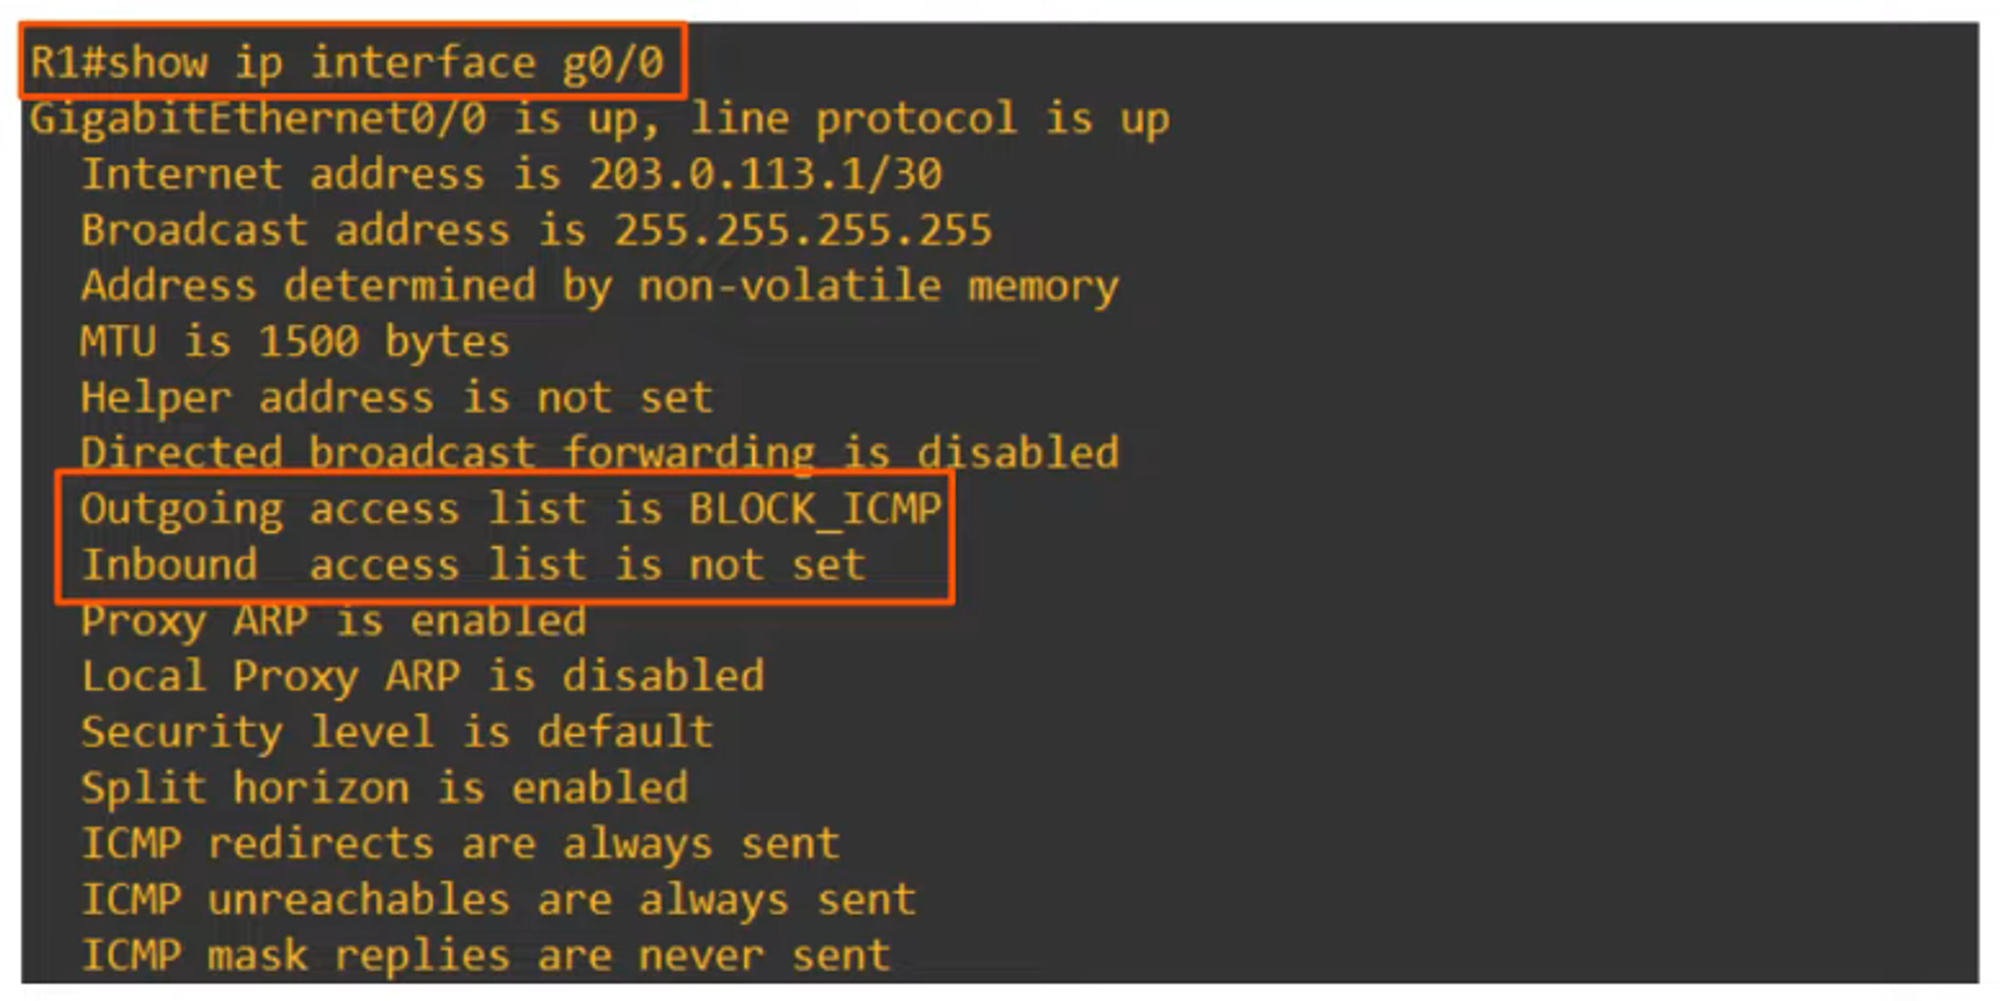 R1#show ip interface g0/0
GigabitEthernet0/0 is up, line protocol is up
  Internet address is 203.0.113.1/30
  Broadcast address is 255.255.255.255
  Address determined by non-volatile memory
  MTU is 1500 bytes
  Helper address is not set
  Directed broadcast forwarding is disabled
  Outgoing access list is BLOCK_ICMP
  Inbound  access list is not set
  Proxy ARP is enabled
  Local Proxy ARP is disabled
  Security level is default
  Split horizon is enabled
  ICMP redirects are always sent
  ICMP unreachables are always sent
  ICMP mask replies are never sent